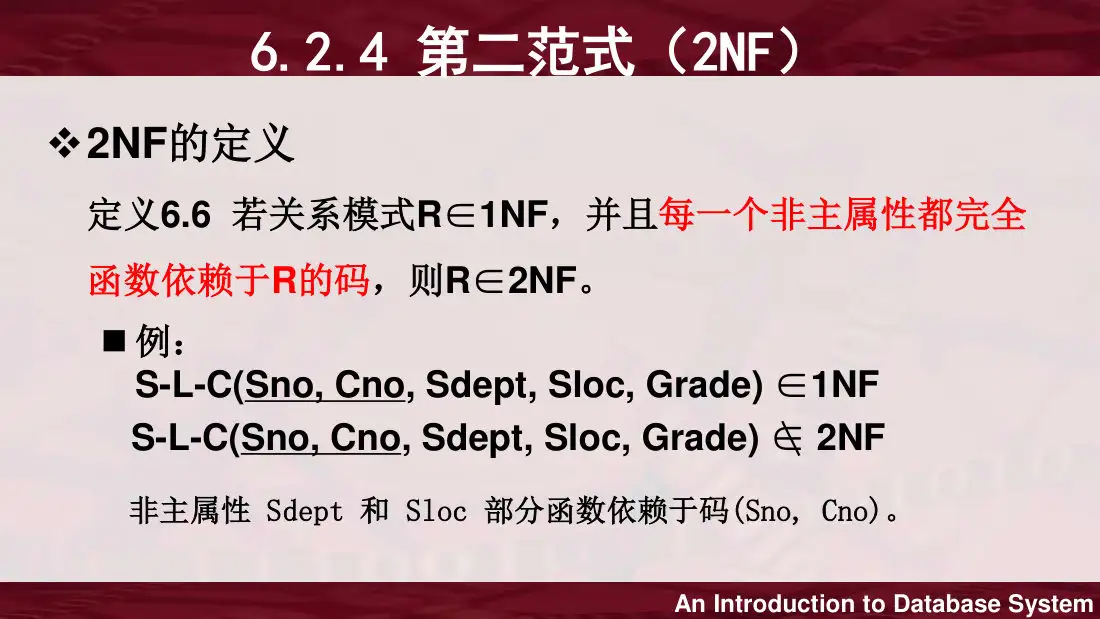 6.2.4 第二范式（2NF）
❖2NF的定义
定义6.6 若关系模式R∈1NF，并且每一个非主属性都完全
函数依赖于R的码，则R∈2NF。
■ 例：
S-L-C(Sno, Cno, Sdept, Sloc, Grade) ∈1NF
S-L-C(Sno, Cno, Sdept, Sloc, Grade) ∉ 2NF
非主属性 Sdept 和 Sloc 部分函数依赖于码(Sno, Cno)。
An Introduction to Database System